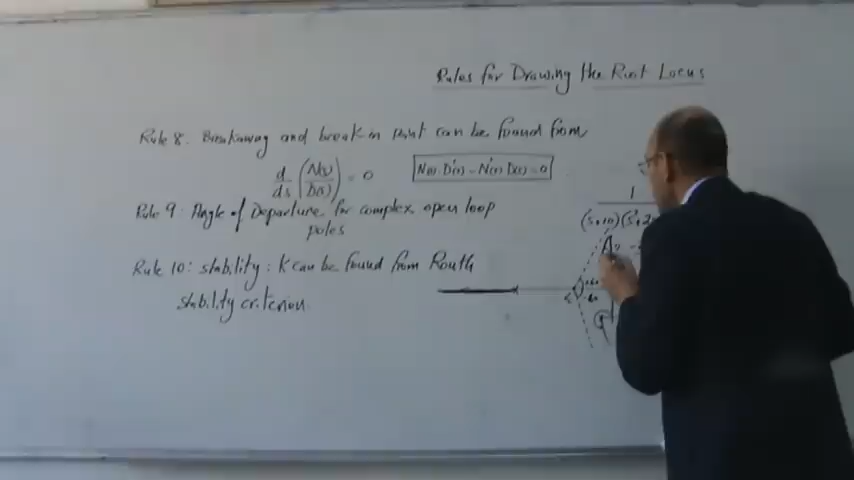 Rules for Drawing the Root Locus
Rule 8. Breakaway and break in point can be found from
d/ds (N(s)/D(s)) = 0
N(s) D'(s) - N'(s) D(s) = 0
Rule 9: Angle of Departure for complex open loop
poles
Rule 10: stability: K can be found from Routh
stability criterion
1
(s+10)(s²+2